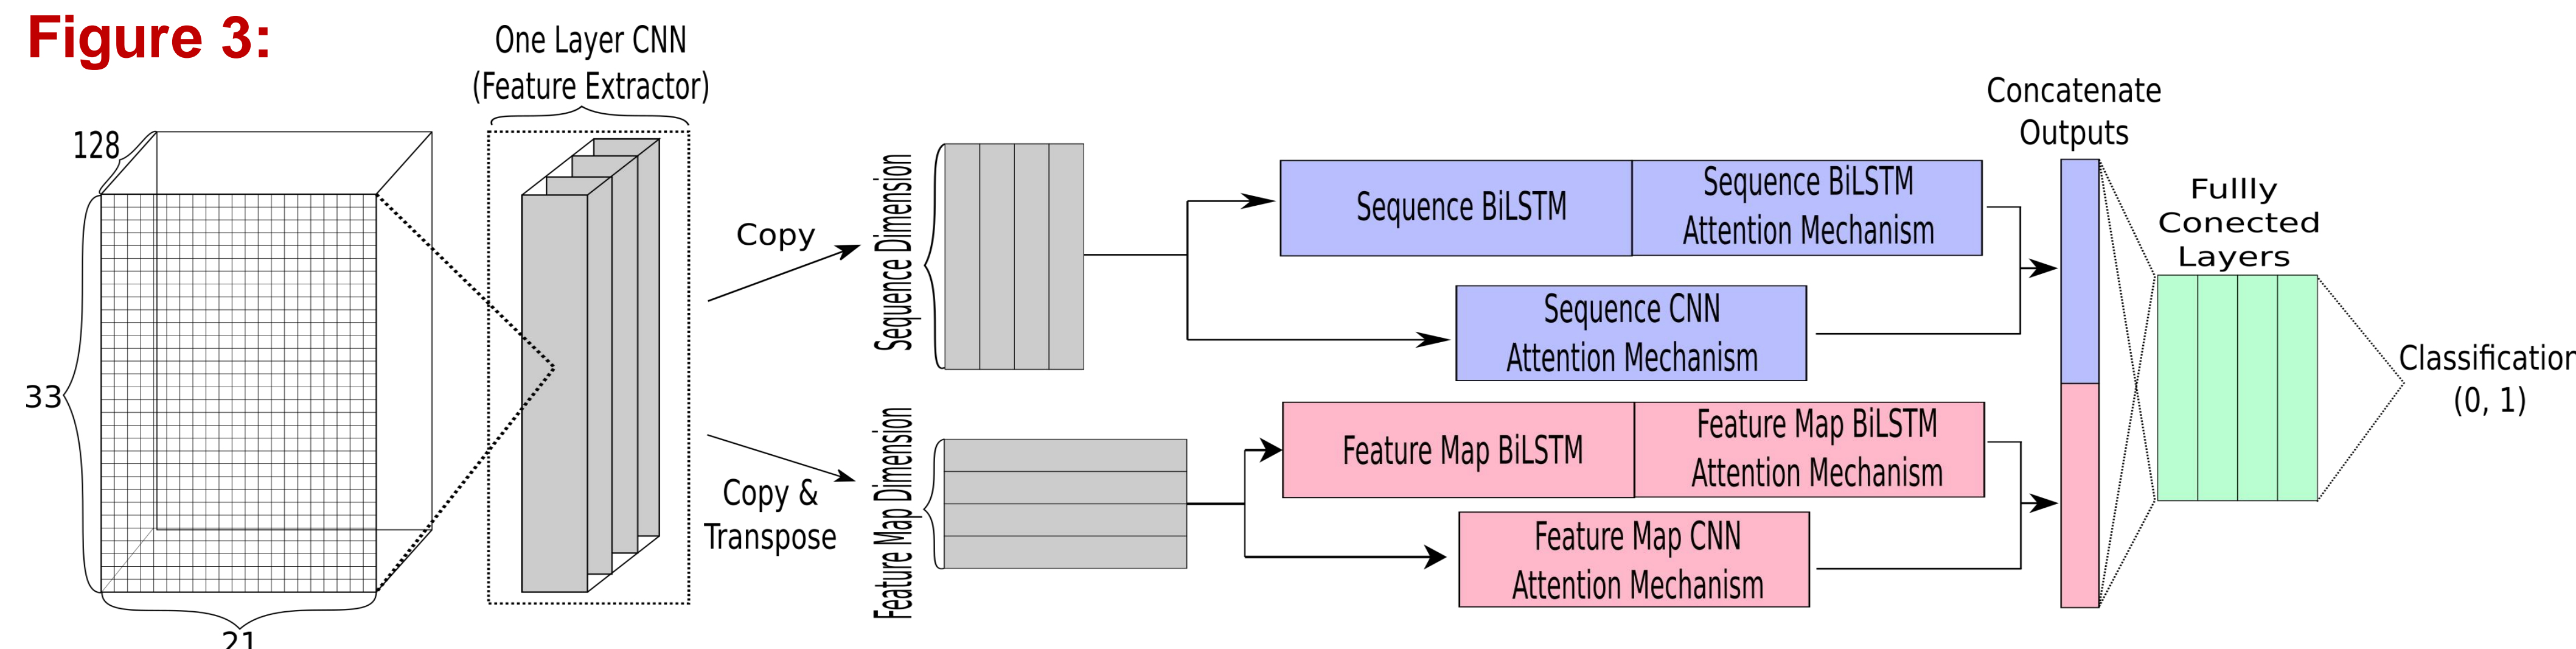 Figure 3:
One Layer CNN
(Feature Extractor)
128
33
21
Copy
Copy &
Transpose
Sequence Dimension
Feature Map Dimension
Sequence BiLSTM
Sequence BiLSTM
Attention Mechanism
Sequence CNN
Attention Mechanism
Feature Map BiLSTM
Feature Map BiLSTM
Attention Mechanism
Feature Map CNN
Attention Mechanism
Concatenate
Outputs
Fullly
Conected
Layers
Classification
(0, 1)